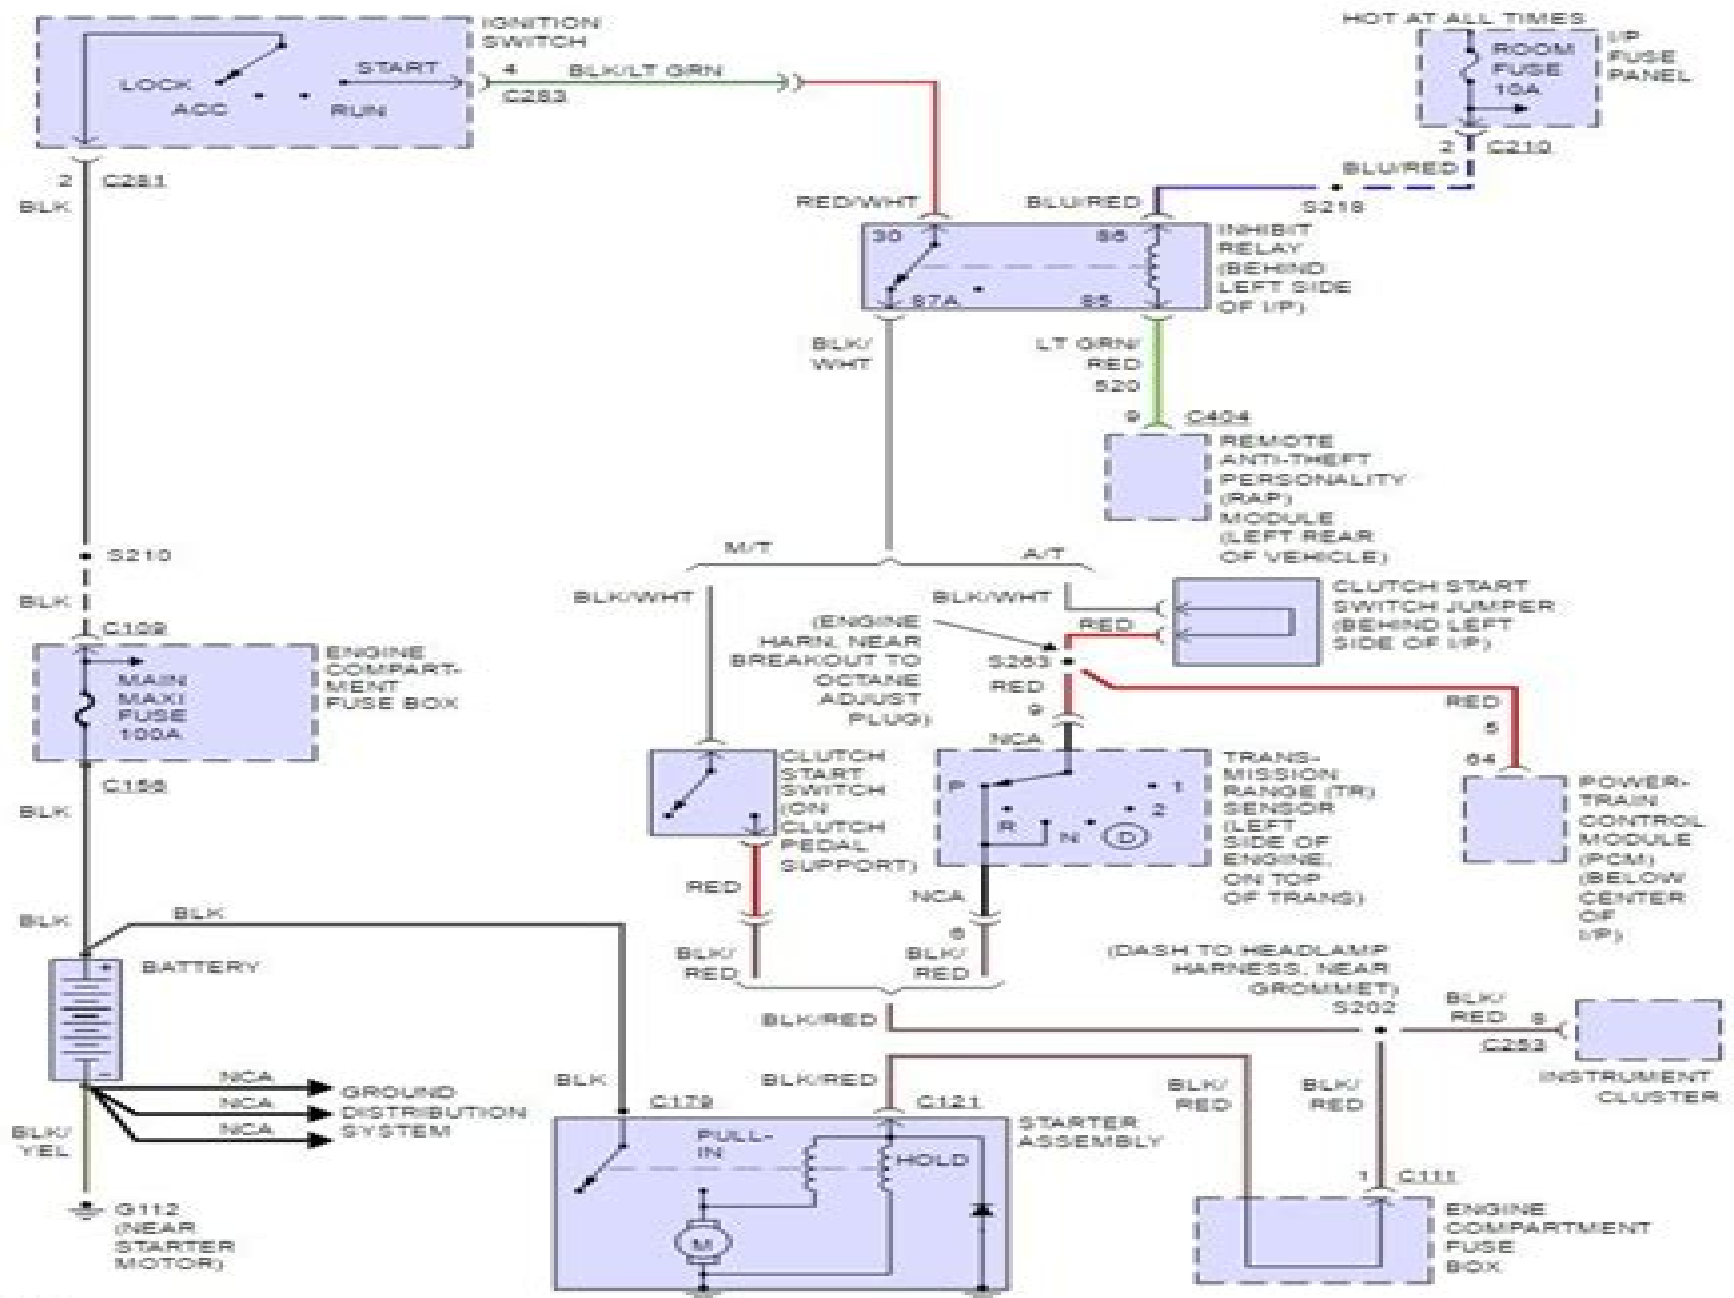 IGNITION
SWITCH
LOCK
ACC
RUN
START
4
C283
BLK/LT GRN
HOT AT ALL TIMES
ROOM
FUSE
10A
I/P
FUSE
PANEL
2
C210
BLU/RED
S218
2
C281
BLK
RED/WHT
BLU/RED
30
86
87A
85
INHIBIT
RELAY
(BEHIND
LEFT SIDE
OF I/P)
BLK/
WHT
LT GRN/
RED
520
9
C404
REMOTE
ANTI-THEFT
PERSONALITY
(RAP)
MODULE
(LEFT REAR
OF VEHICLE)
S210
BLK
C109
MAIN
MAXI
FUSE
100A
ENGINE
COMPART-
MENT
FUSE BOX
C156
BLK
BLK
M/T
A/T
BLK/WHT
BLK/WHT
RED
CLUTCH START
SWITCH JUMPER
(BEHIND LEFT
SIDE OF I/P)
(ENGINE
HARN, NEAR
BREAKOUT TO
OCTANE
ADJUST
PLUG)
S263
RED
9
NCA
RED
5
64
CLUTCH
START
SWITCH
(ON
CLUTCH
PEDAL
SUPPORT)
P
R
N
D
2
1
TRANS-
MISSION
RANGE (TR)
SENSOR
(LEFT
SIDE OF
ENGINE,
ON TOP
OF TRANS)
POWER-
TRAIN
CONTROL
MODULE
(PCM)
(BELOW
CENTER
OF
I/P)
RED
BLK/
RED
NCA
6
BLK/
RED
BLK
BATTERY
+
-
(DASH TO HEADLAMP
HARNESS, NEAR
GROMMET)
S202
BLK/RED
BLK/
RED
8
C253
INSTRUMENT
CLUSTER
NCA
NCA
NCA
GROUND
DISTRIBUTION
SYSTEM
BLK/
YEL
G112
(NEAR
STARTER
MOTOR)
BLK
C179
BLK/RED
C121
BLK/
RED
BLK/
RED
STARTER
ASSEMBLY
PULL-
IN
HOLD
M
1
C111
ENGINE
COMPARTMENT
FUSE
BOX